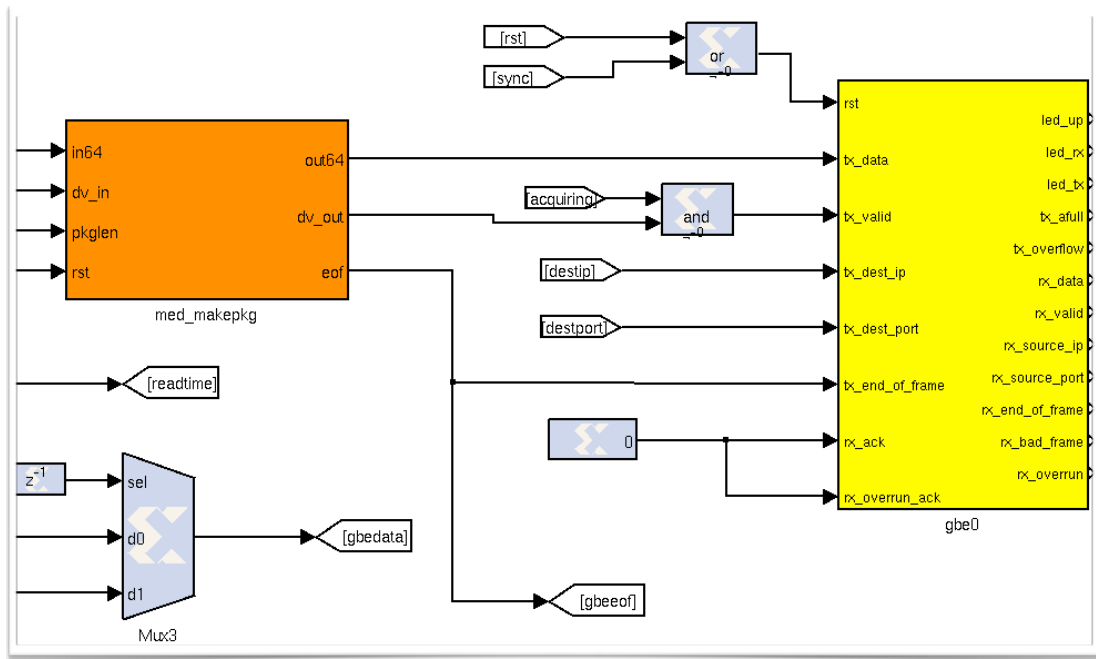 [rst]
[sync]
or
z-0
in64
dv_in
pkglen
rst
out64
dv_out
eof
med_makepkg
[acquiring]
and
z-0
[destip]
[destport]
0
rst
tx_data
tx_valid
tx_dest_ip
tx_dest_port
tx_end_of_frame
rx_ack
rx_overrun_ack
led_up
led_rx
led_tx
tx_afull
tx_overflow
rx_data
rx_valid
rx_source_ip
rx_source_port
rx_end_of_frame
rx_bad_frame
rx_overrun
gbe0
[readtime]
z-1
sel
d0
d1
Mux3
[gbedata]
[gbeeof]